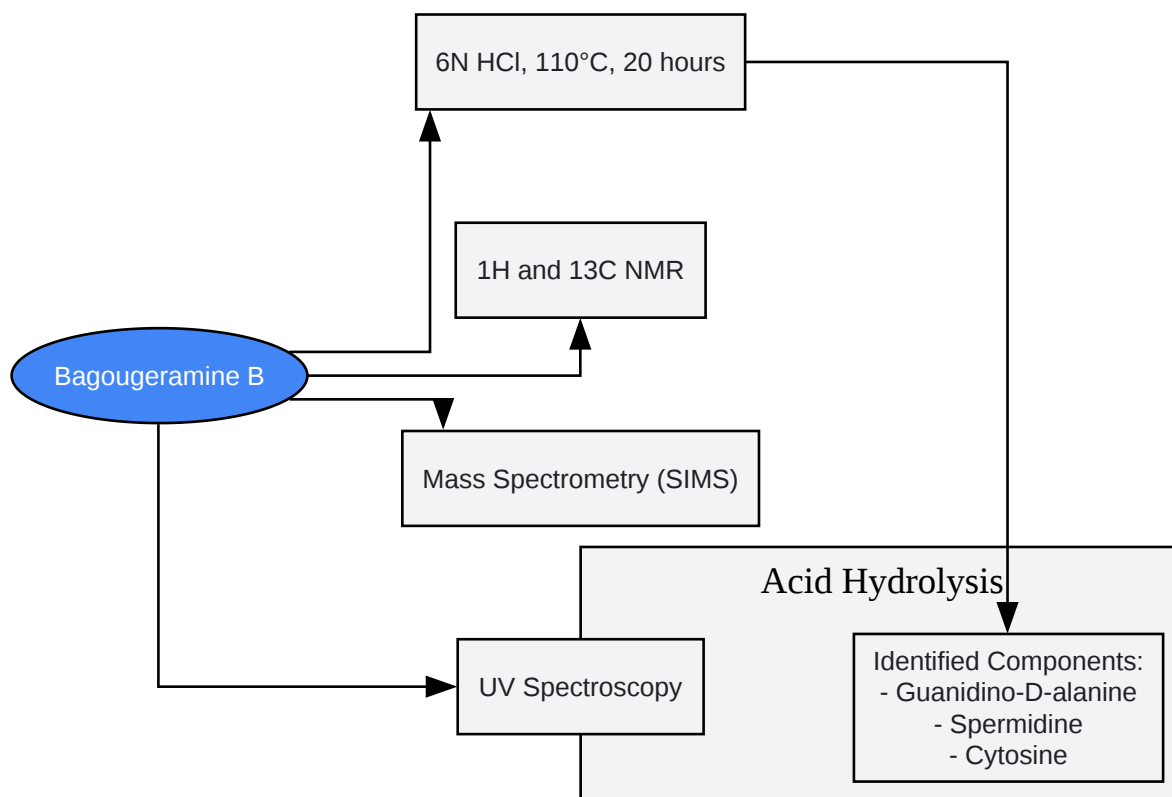 6N HCl, 110°C, 20 hours
1H and 13C NMR
Bagougeramine B
Mass Spectrometry (SIMS)
Acid Hydrolysis
UV Spectroscopy
Identified Components:
- Guanidino-D-alanine
- Spermidine
- Cytosine